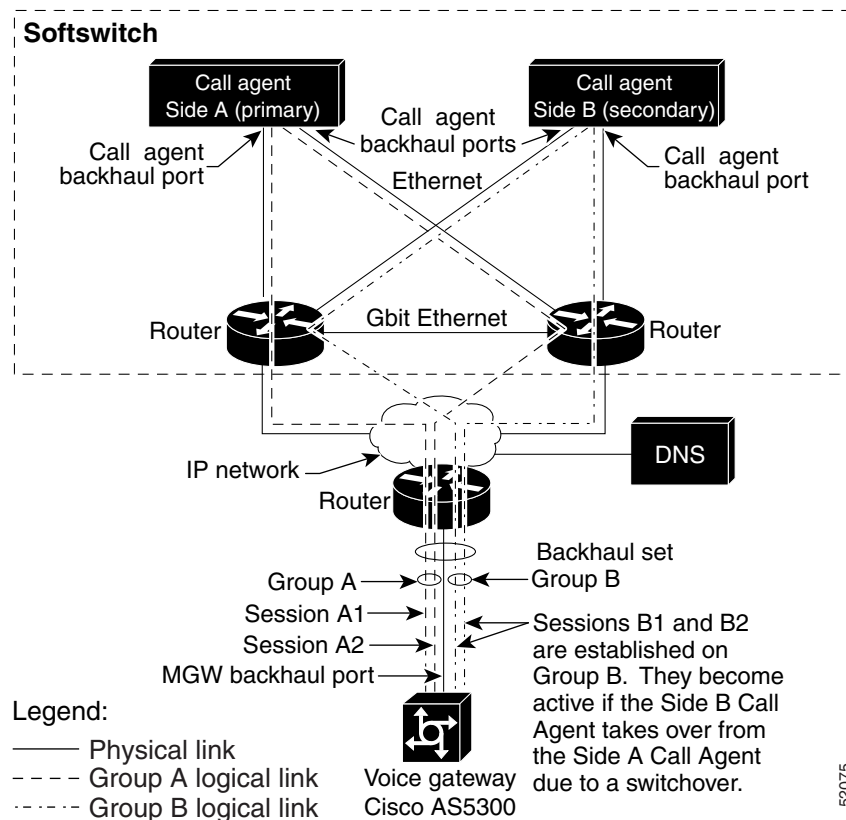 Softswitch
Call agent
Side A (primary)
Call agent
Side B (secondary)
Call agent
backhaul ports
Call agent
backhaul port
Call agent
backhaul port
Ethernet
Router
Gbit Ethernet
Router
IP network
DNS
Router
Backhaul set
Group A
Group B
Session A1
Session A2
MGW backhaul port
Sessions B1 and B2
are established on
Group B. They become
active if the Side B Call
Agent takes over from
the Side A Call Agent
due to a switchover.
Legend:
Physical link
Group A logical link
Group B logical link
Voice gateway
Cisco AS5300
53075